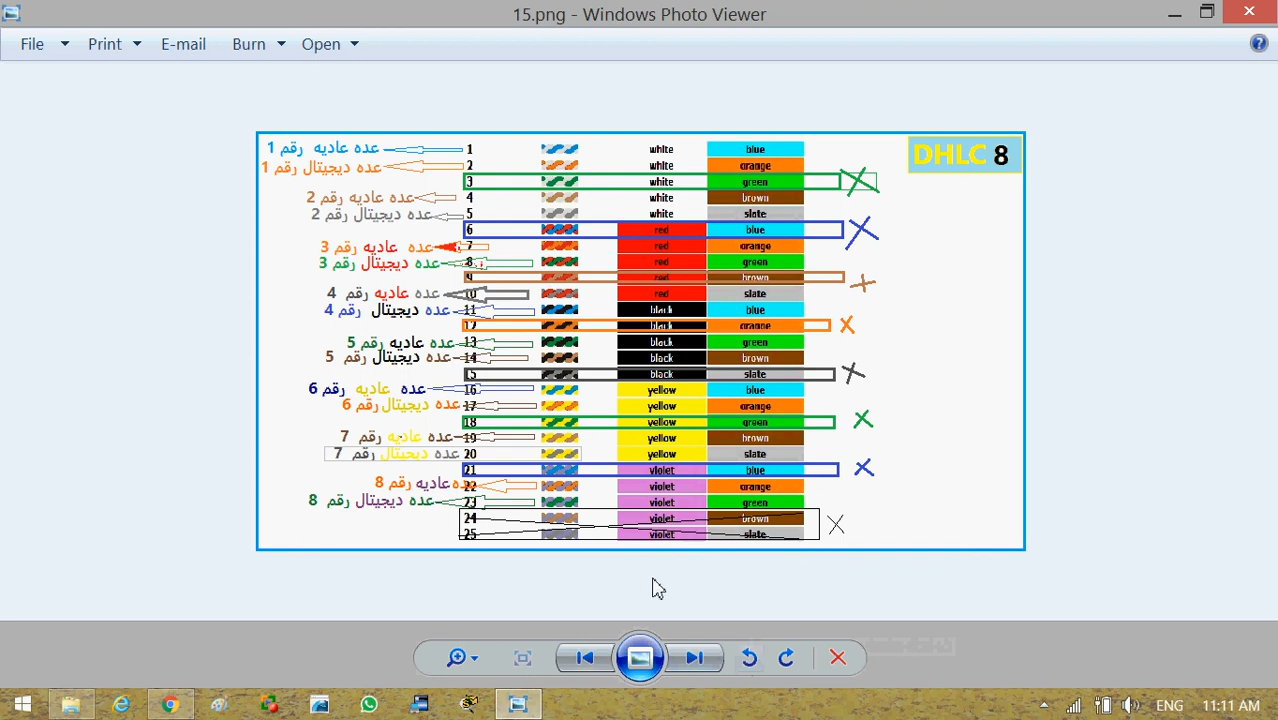 15.png - Windows Photo Viewer
File Print E-mail Burn Open
DHLC 8
عده عاديه رقم 1 1 white blue
عده ديجيتال رقم 1 2 white orange
3 white green
عده عاديه رقم 2 4 white brown
عده ديجيتال رقم 2 5 white slate
6 red blue
عده عاديه رقم 3 7 red orange
عده ديجيتال رقم 3 8 red green
9 red brown
عده عاديه رقم 4 10 red slate
عده ديجيتال رقم 4 11 black blue
12 black orange
عده عاديه رقم 5 13 black green
عده ديجيتال رقم 5 14 black brown
15 black slate
عده عاديه رقم 6 16 yellow blue
عده ديجيتال رقم 6 17 yellow orange
18 yellow green
عده عاديه رقم 7 19 yellow brown
عده ديجيتال رقم 7 20 yellow slate
21 violet blue
عده عاديه رقم 8 22 violet orange
عده ديجيتال رقم 8 23 violet green
24 violet brown
25 violet slate
ENG 11:11 AM